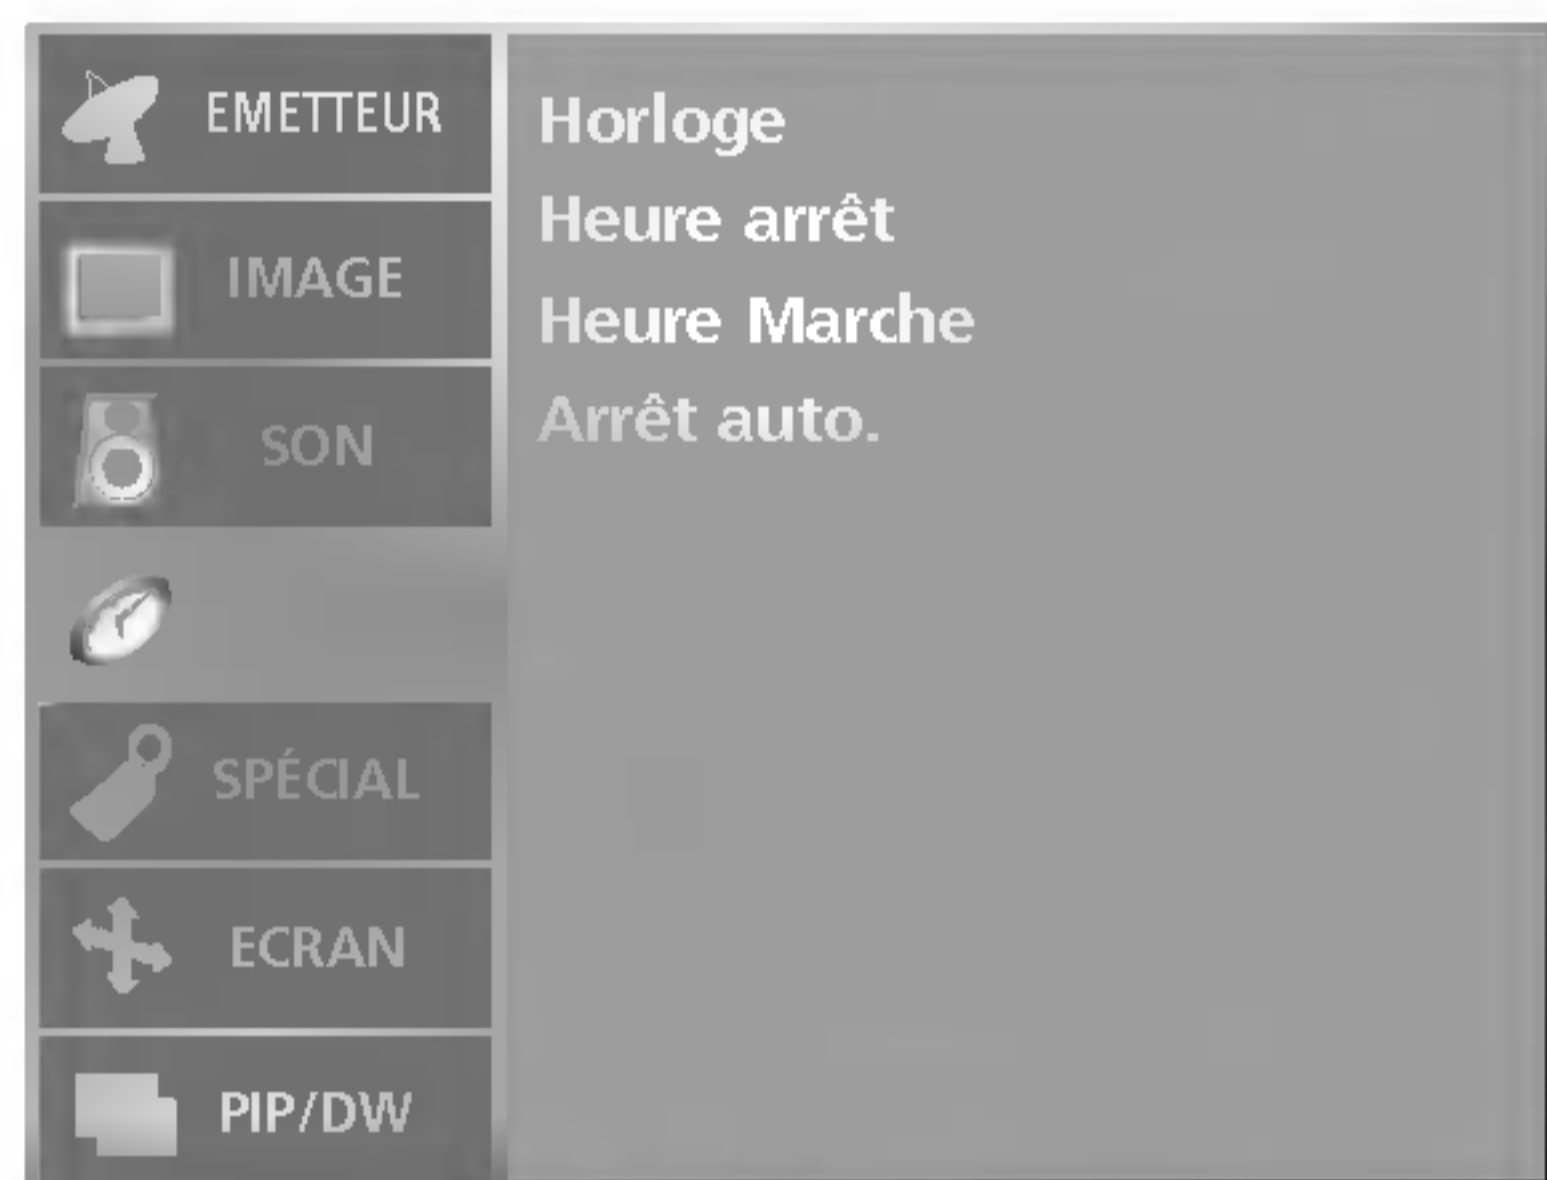 EMETTEUR
IMAGE
SON
SPÉCIAL
ECRAN
PIP/DW
Horloge
Heure arrêt
Heure Marche
Arrêt auto.